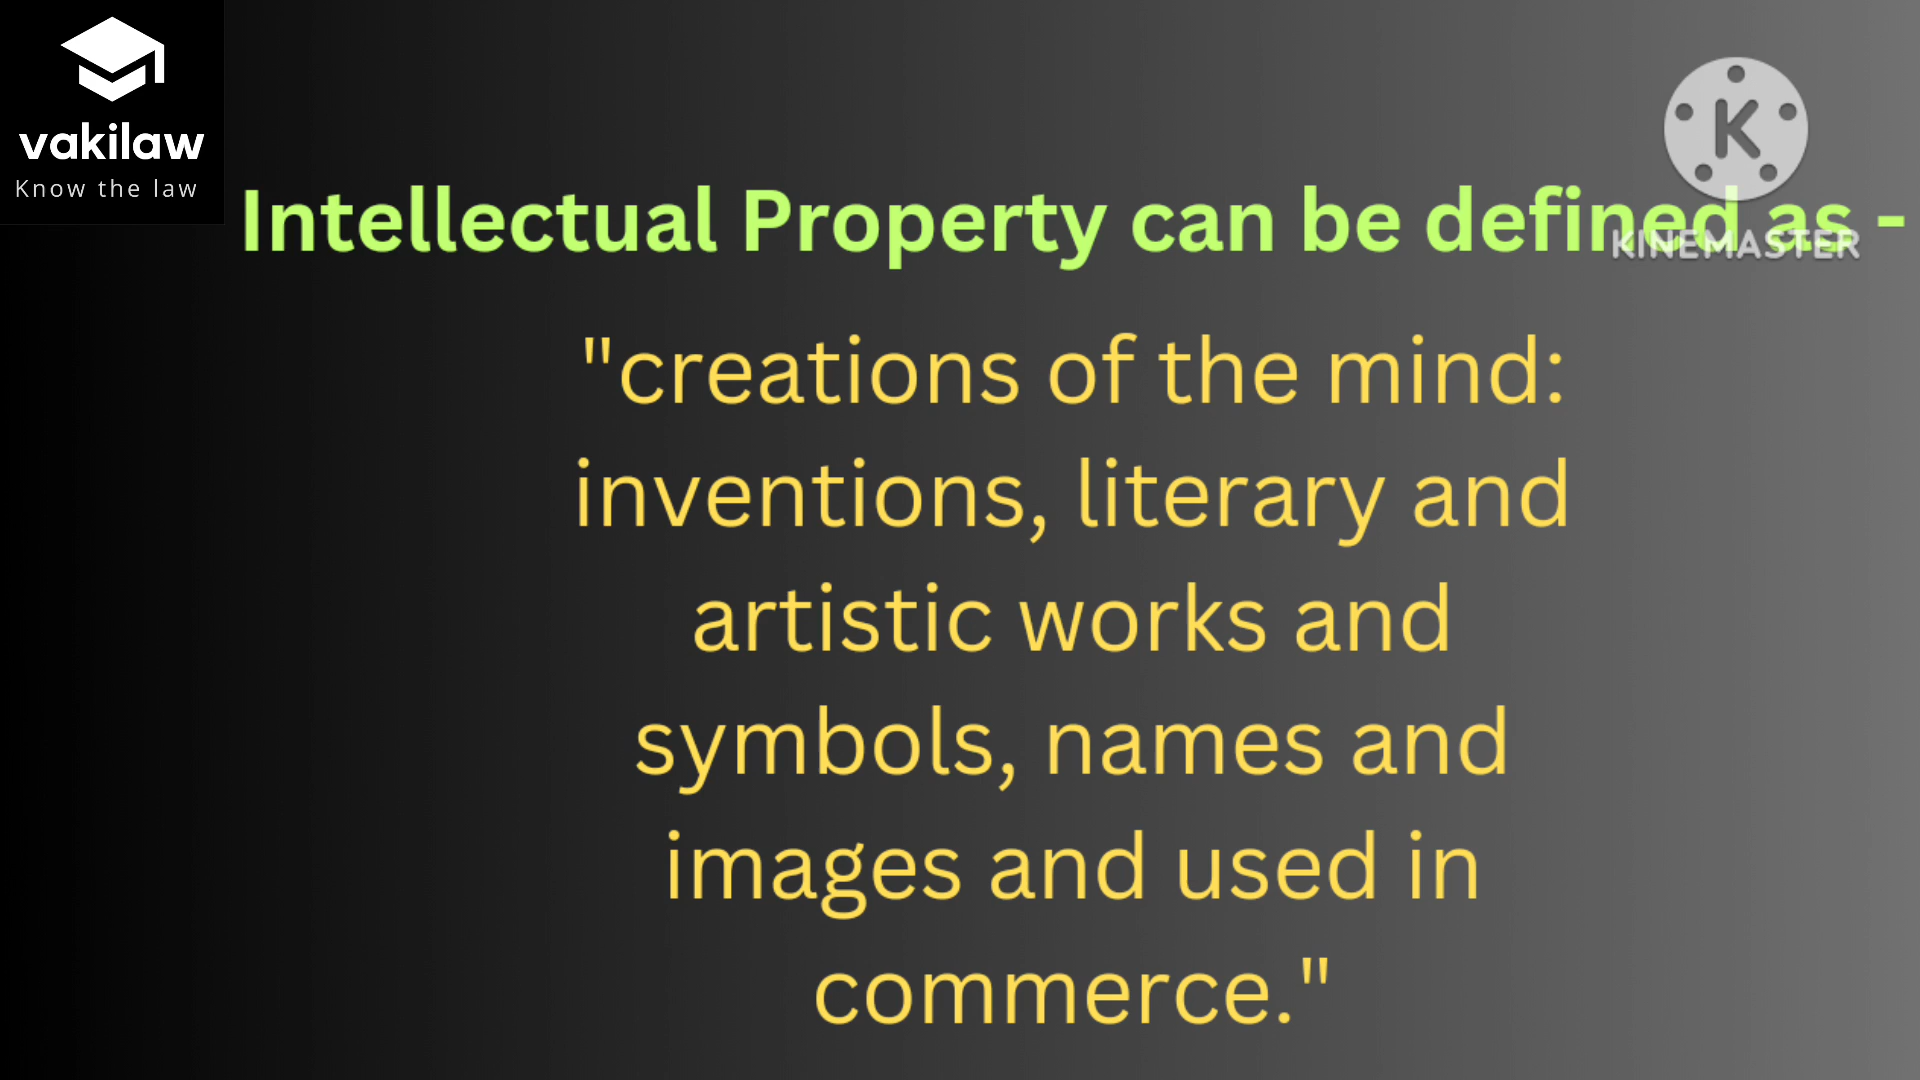 vakilaw
Know the law
K
KINEMASTER
Intellectual Property can be defined as -
"creations of the mind:
inventions, literary and
artistic works and
symbols, names and
images and used in
commerce."